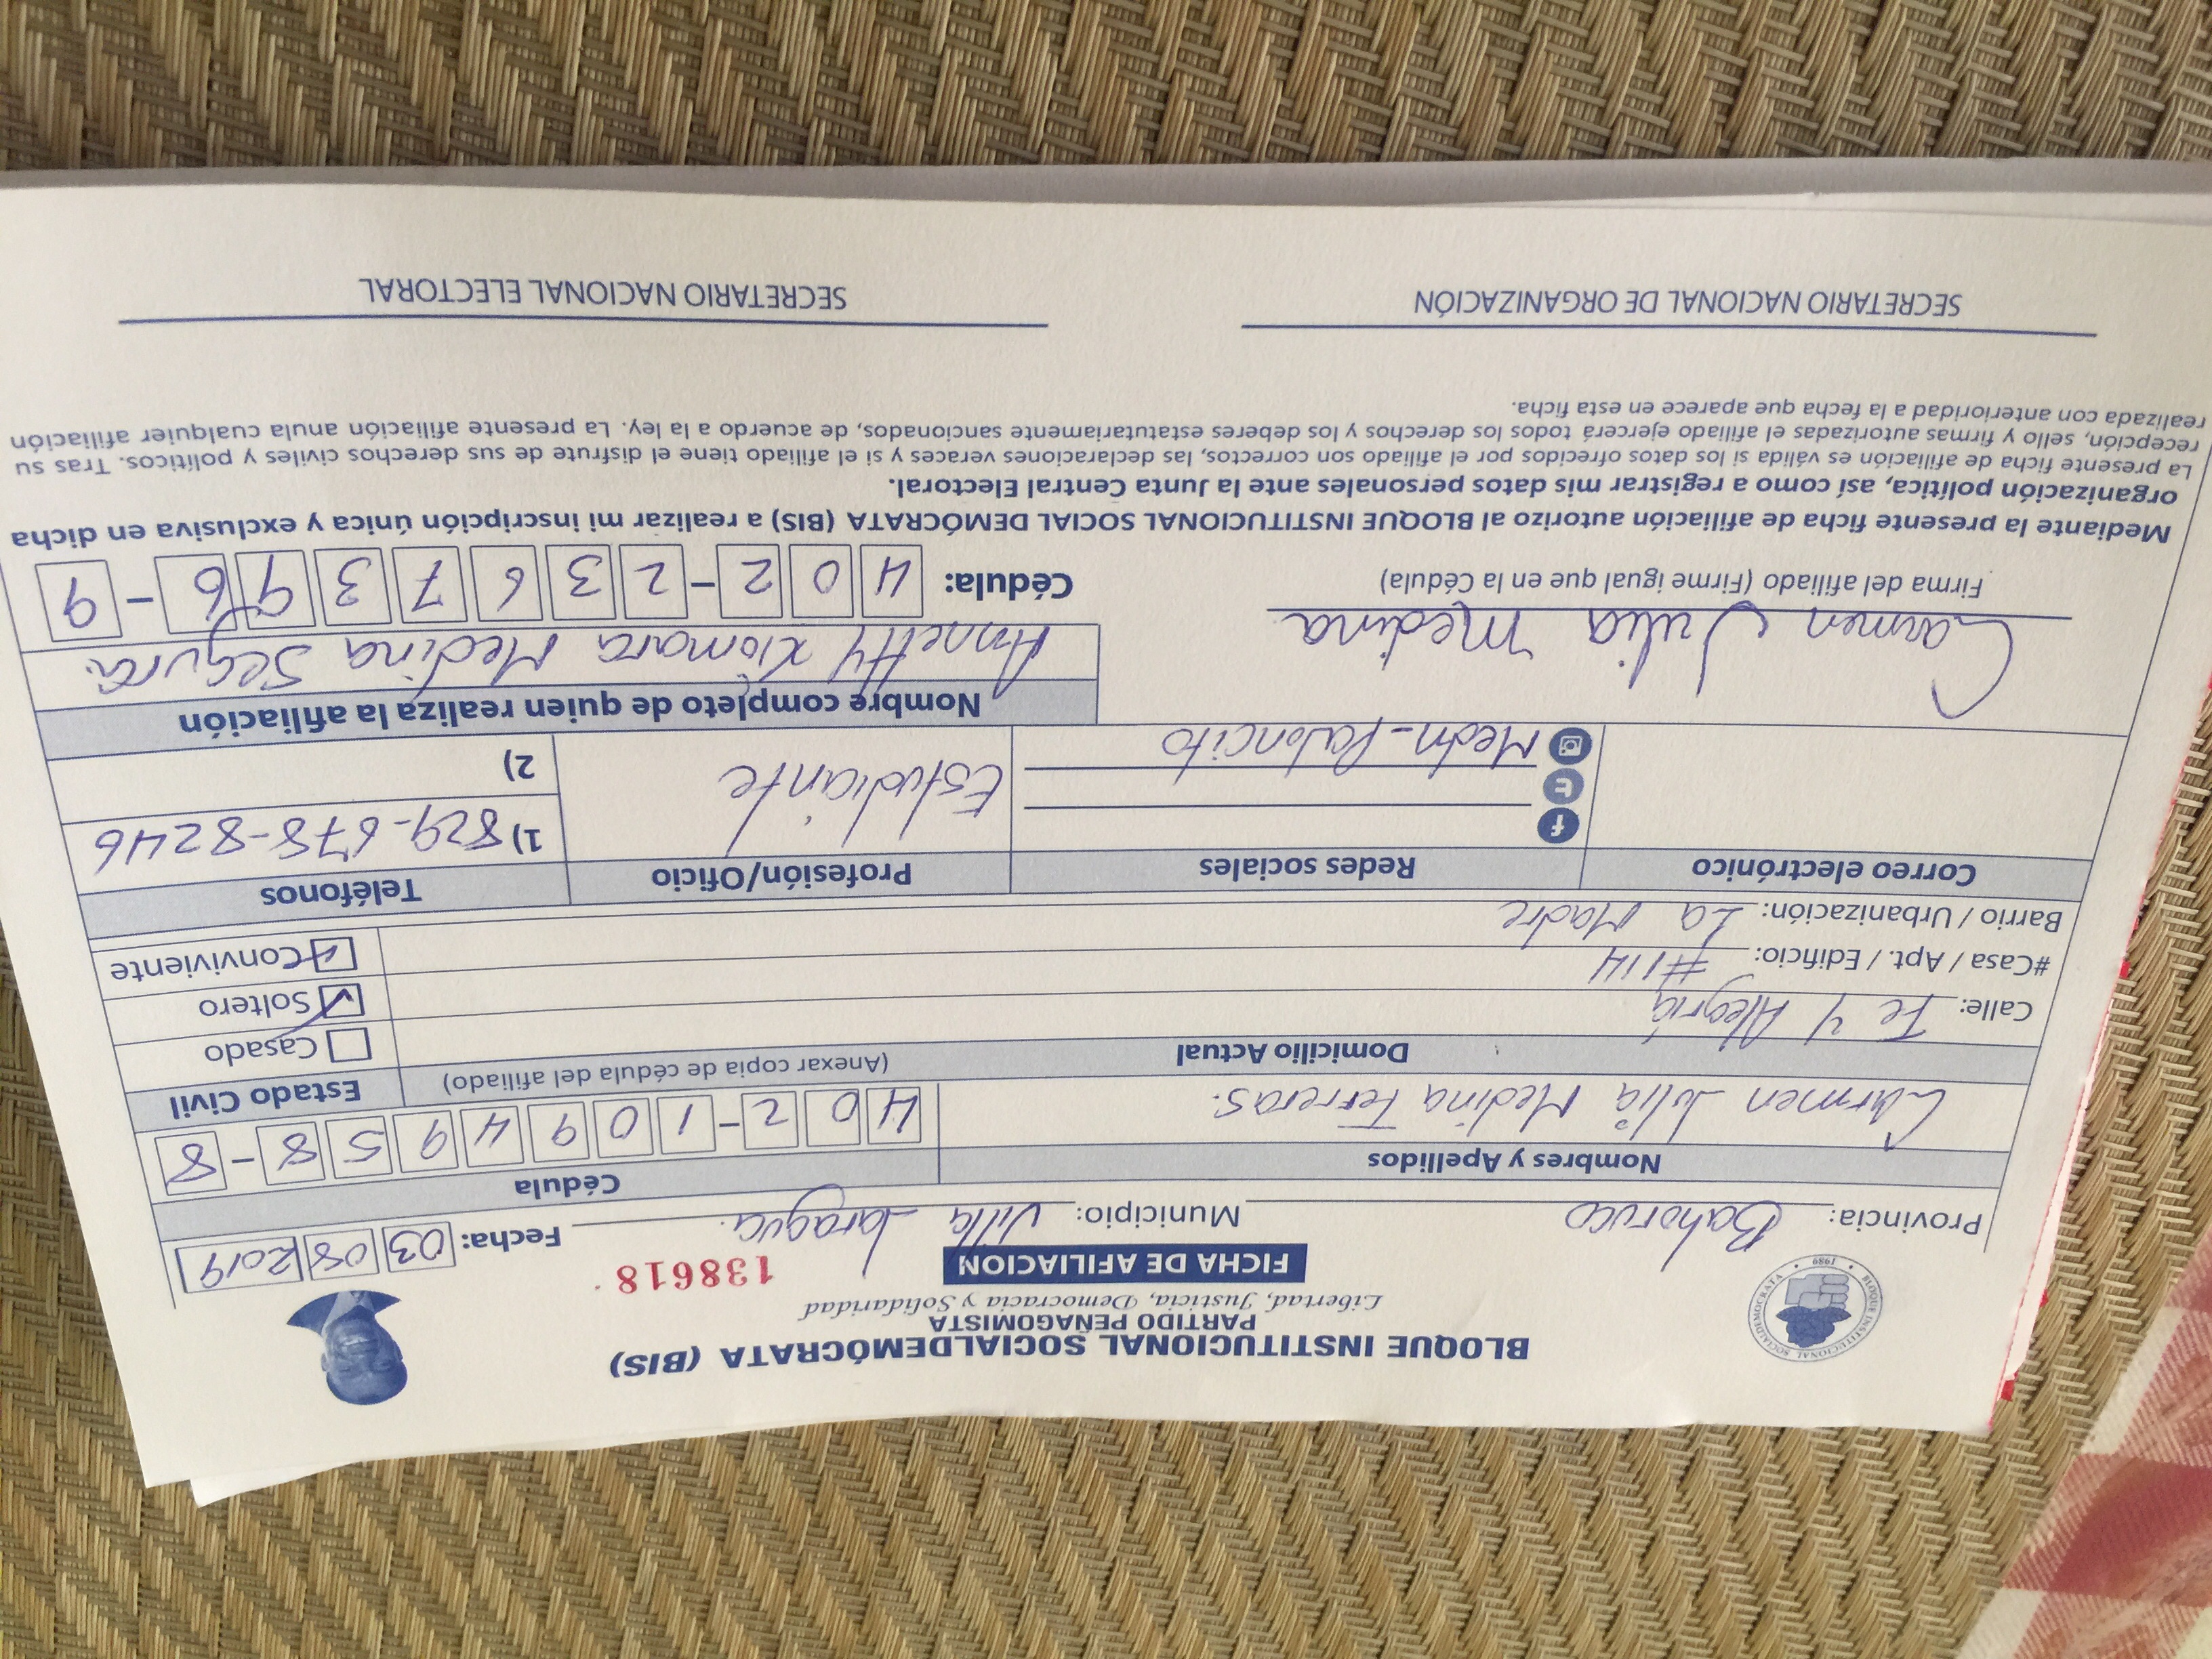 BLOQUE INSTITUCIONAL SOCIALDEMÓCRATA (BIS)
PARTIDO PEÑAGOMISTA
Libertad, Justicia, Democracia y Solidaridad
BLOQUE INSTITUCIONAL SOCIALDEMOCRATA • 1989 •
FICHA DE AFILIACION 138618
Provincia: Bahoruco Municipio: Villa Jaragua. Fecha: 03 08 2019
Nombres y Apellidos Cédula
Carmen Julia Medina Ferreras. 402-1094958-8
Domicilio Actual (Anexar copia de cédula del afiliado) Estado Civil
Calle: Fe y Alegría Casado
#Casa / Apt. / Edificio: #114 Soltero
Barrio / Urbanización: La Madre Conviviente
Correo electrónico Redes sociales Profesión/Oficio Teléfonos
Estudiante 1) 829-678-8246
2)
Nombre completo de quien realiza la afiliación
Carmen Julia Medina Annetty Xiomara Medina Segura.
Firma del afiliado (Firme igual que en la Cédula) Cédula: 402-2367396-9
Mediante la presente ficha de afiliación autorizo al BLOQUE INSTITUCIONAL SOCIAL DEMÓCRATA (BIS) a realizar mi inscripción única y exclusiva en dicha
organización política, así como a registrar mis datos personales ante la Junta Central Electoral.
La presente ficha de afiliación es válida si los datos ofrecidos por el afiliado son correctos, las declaraciones veraces y si el afiliado tiene el disfrute de sus derechos civiles y políticos. Tras su
recepción, sello y firmas autorizadas el afiliado ejercerá todos los derechos y los deberes estatutariamente sancionados, de acuerdo a la ley. La presente afiliación anula cualquier afiliación
realizada con anterioridad a la fecha que aparece en esta ficha.
SECRETARIO NACIONAL DE ORGANIZACIÓN SECRETARIO NACIONAL ELECTORAL